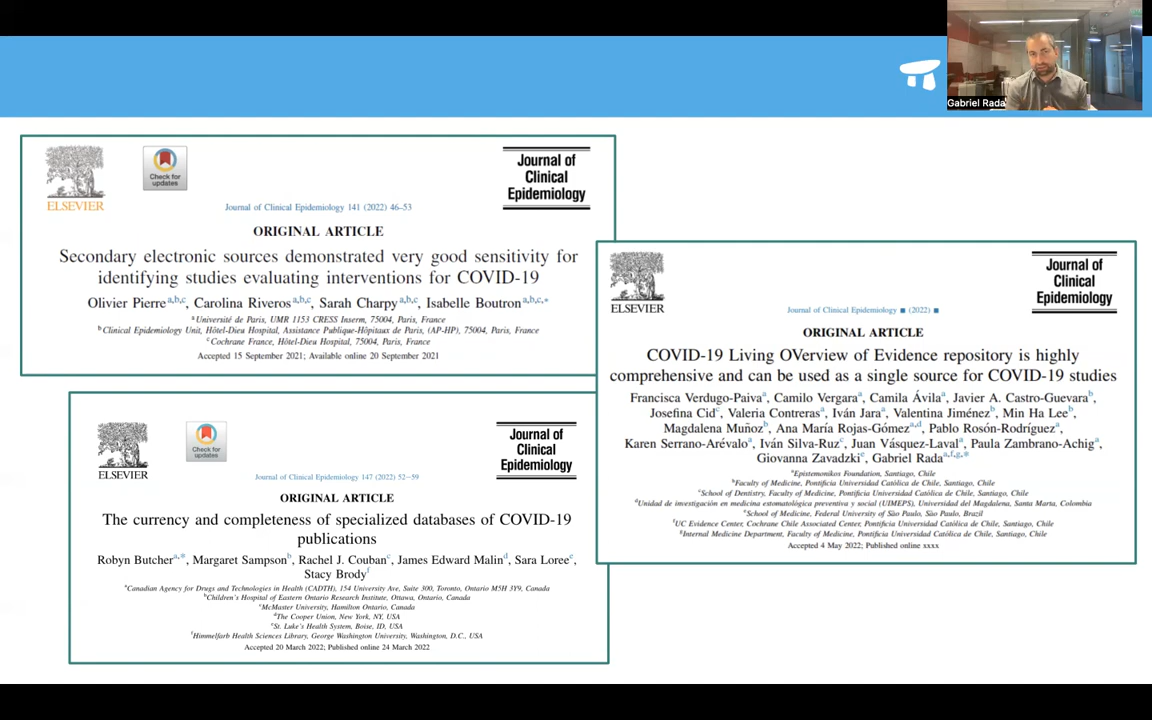 Gabriel Rada
ELSEVIER
Check for
updates
Journal of
Clinical
Epidemiology
Journal of Clinical Epidemiology 141 (2022) 46–53
ORIGINAL ARTICLE
Secondary electronic sources demonstrated very good sensitivity for
identifying studies evaluating interventions for COVID-19
Olivier Pierre a,b,c, Carolina Riveros a,b,c, Sarah Charpy a,b,c, Isabelle Boutron a,b,c,*
a Université de Paris, UMR 1153 CRESS Inserm, 75004, Paris, France
b Clinical Epidemiology Unit, Hôtel-Dieu Hospital, Assistance Publique-Hôpitaux de Paris, (AP-HP), 75004, Paris, France
c Cochrane France, Hôtel-Dieu Hospital, 75004, Paris, France
Accepted 15 September 2021; Available online 20 September 2021
ELSEVIER
Check for
updates
Journal of
Clinical
Epidemiology
Journal of Clinical Epidemiology 147 (2022) 52–59
ORIGINAL ARTICLE
The currency and completeness of specialized databases of COVID-19
publications
Robyn Butcher a,*, Margaret Sampson b, Rachel J. Couban c, James Edward Malin d, Sara Loree e,
Stacy Brody f
a Canadian Agency for Drugs and Technologies in Health (CADTH), 154 University Ave, Suite 300, Toronto, Ontario M5H 3Y9, Canada
b Children's Hospital of Eastern Ontario Research Institute, Ottawa, Ontario, Canada
c McMaster University, Hamilton Ontario, Canada
d The Cooper Union, New York, NY, USA
e St. Luke's Health System, Boise, ID, USA
f Himmelfarb Health Sciences Library, George Washington University, Washington, D.C., USA
Accepted 20 March 2022; Published online 24 March 2022
ELSEVIER
Journal of
Clinical
Epidemiology
Journal of Clinical Epidemiology ■ (2022) ■
ORIGINAL ARTICLE
COVID-19 Living OVerview of Evidence repository is highly
comprehensive and can be used as a single source for COVID-19 studies
Francisca Verdugo-Paiva a, Camilo Vergara a, Camila Ávila a, Javier A. Castro-Guevara b,
Josefina Cid c, Valeria Contreras a, Iván Jara a, Valentina Jiménez b, Min Ha Lee b,
Magdalena Muñoz b, Ana María Rojas-Gómez a,d, Pablo Rosón-Rodríguez a,
Karen Serrano-Arévalo a, Iván Silva-Ruz c, Juan Vásquez-Laval a, Paula Zambrano-Achig a,
Giovanna Zavadzki e, Gabriel Rada a,f,g,*
a Epistemonikos Foundation, Santiago, Chile
b Faculty of Medicine, Pontificia Universidad Católica de Chile, Santiago, Chile
c School of Dentistry, Faculty of Medicine, Pontificia Universidad Católica de Chile, Santiago, Chile
d Unidad de investigación en medicina estomatológica preventiva y social (UIMEPS), Universidad del Magdalena, Santa Marta, Colombia
e School of Medicine, Federal University of São Paulo, São Paulo, Brazil
f UC Evidence Center, Cochrane Chile Associated Center, Pontificia Universidad Católica de Chile, Santiago, Chile
g Internal Medicine Department, Faculty of Medicine, Pontificia Universidad Católica de Chile, Santiago, Chile
Accepted 4 May 2022; Published online xxxx